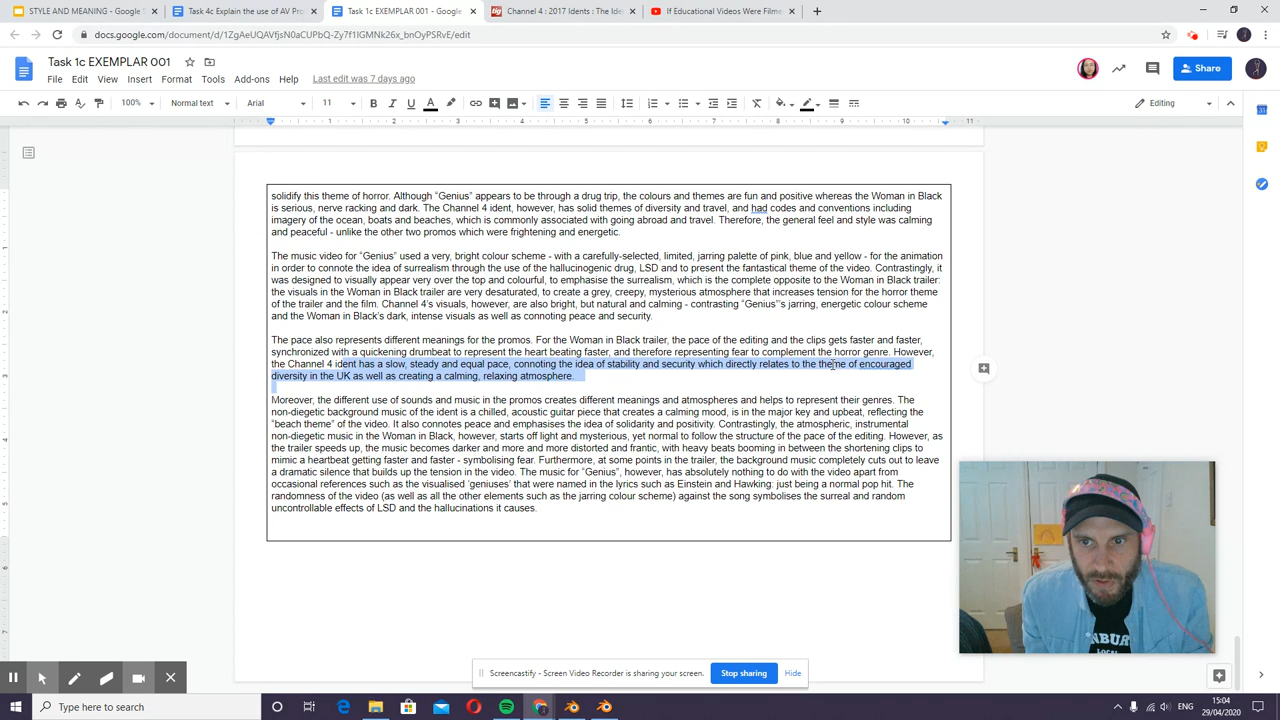 STYLE AND MEANING - Google S
Task 4c Explain the use of AV Pro
Task 1c EXEMPLAR 001 - Google
Channel 4 : 2017 Idents : The Ide
If Educational Videos Were Filme
docs.google.com/document/d/1ZgAeUQAVfjsN0aCUPbQ-Zy7f1IGMNk26x_bnOyPSRvE/edit
Task 1c EXEMPLAR 001
File Edit View Insert Format Tools Add-ons Help Last edit was 7 days ago
Share
100% Normal text Arial 11 B I U A Editing
1 2 3 4 5 6 7 8 9 10 11
solidify this theme of horror. Although “Genius” appears to be through a drug trip, the colours and themes are fun and positive whereas the Woman in Black
is serious, nerve racking and dark. The Channel 4 ident, however, has solid themes of diversity and travel, and had codes and conventions including
imagery of the ocean, boats and beaches, which is commonly associated with going abroad and travel. Therefore, the general feel and style was calming
and peaceful - unlike the other two promos which were frightening and energetic.
The music video for “Genius” used a very, bright colour scheme - with a carefully-selected, limited, jarring palette of pink, blue and yellow - for the animation
in order to connote the idea of surrealism through the use of the hallucinogenic drug, LSD and to present the fantastical theme of the video. Contrastingly, it
was designed to visually appear very over the top and colourful, to emphasise the surrealism, which is the complete opposite to the Woman in Black trailer:
the visuals in the Woman in Black trailer are very desaturated, to create a grey, creepy, mysterious atmosphere that increases tension for the horror theme
of the trailer and the film. Channel 4’s visuals, however, are also bright, but natural and calming - contrasting “Genius”’s jarring, energetic colour scheme
and the Woman in Black’s dark, intense visuals as well as connoting peace and security.
The pace also represents different meanings for the promos. For the Woman in Black trailer, the pace of the editing and the clips gets faster and faster,
synchronized with a quickening drumbeat to represent the heart beating faster, and therefore representing fear to complement the horror genre. However,
the Channel 4 ident has a slow, steady and equal pace, connoting the idea of stability and security which directly relates to the theme of encouraged
diversity in the UK as well as creating a calming, relaxing atmosphere.
Moreover, the different use of sounds and music in the promos creates different meanings and atmospheres and helps to represent their genres. The
non-diegetic background music of the ident is a chilled, acoustic guitar piece that creates a calming mood, is in the major key and upbeat, reflecting the
“beach theme” of the video. It also connotes peace and emphasises the idea of solidarity and positivity. Contrastingly, the atmospheric, instrumental
non-diegetic music in the Woman in Black, however, starts off light and mysterious, yet normal to follow the structure of the pace of the editing. However, as
the trailer speeds up, the music becomes darker and more and more distorted and frantic, with heavy beats booming in between the shortening clips to
mimic a heartbeat getting faster and faster - symbolising fear. Furthermore, at some points in the trailer, the background music completely cuts out to leave
a dramatic silence that builds up the tension in the video. The music for “Genius”, however, has absolutely nothing to do with the video apart from
occasional references such as the visualised ‘geniuses’ that were named in the lyrics such as Einstein and Hawking: just being a normal pop hit. The
randomness of the video (as well as all the other elements such as the jarring colour scheme) against the song symbolises the surreal and random
uncontrollable effects of LSD and the hallucinations it causes.
LOCAL
Screencastify - Screen Video Recorder is sharing your screen. Stop sharing Hide
Type here to search
15:04
29/04/2020